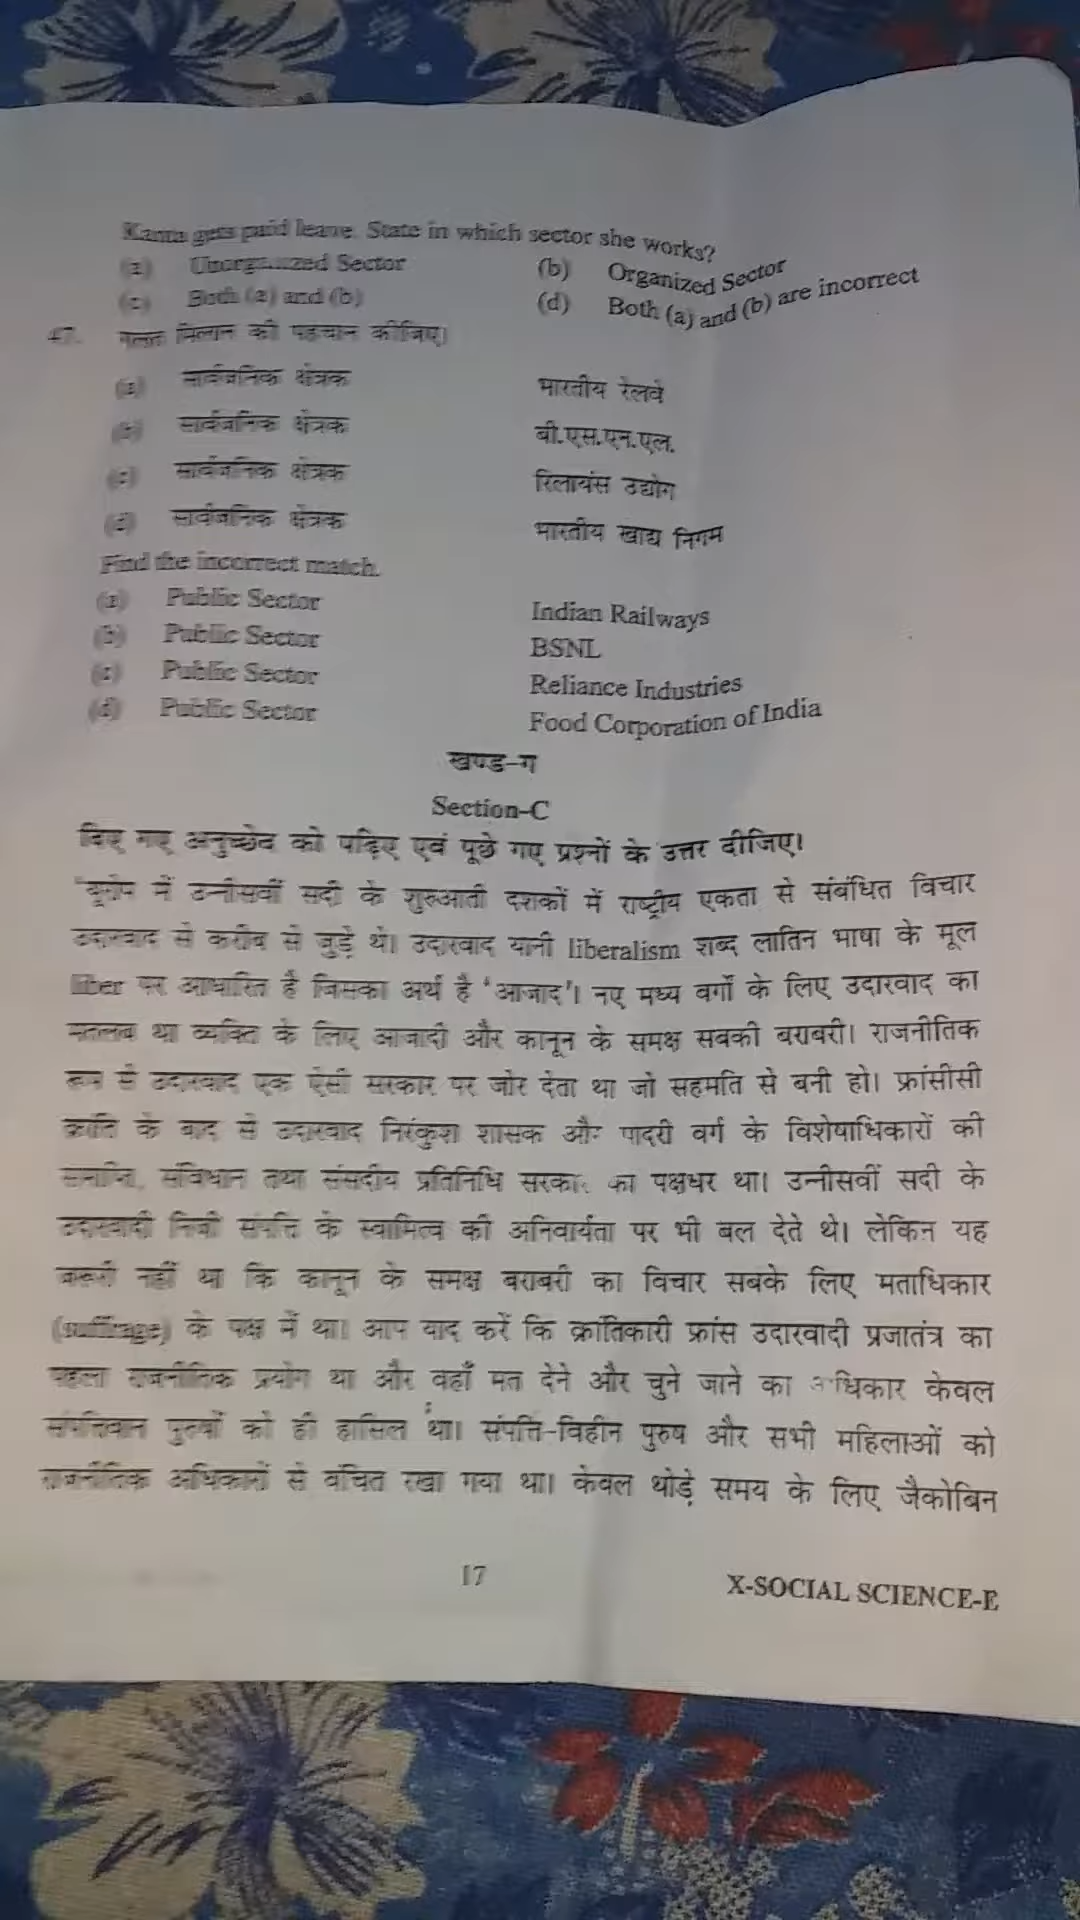 Kanta gets paid leave. State in which sector she works?
(a) Unorganized Sector (b) Organized Sector
(c) Both (a) and (b) (d) Both (a) and (b) are incorrect
47. गलत मिलान की पहचान कीजिए।
(a) सार्वजनिक क्षेत्रक भारतीय रेलवे
(b) सार्वजनिक क्षेत्रक बी.एस.एन.एल.
(c) सार्वजनिक क्षेत्रक रिलायंस उद्योग
(d) सार्वजनिक क्षेत्रक भारतीय खाद्य निगम
Find the incorrect match.
(a) Public Sector Indian Railways
(b) Public Sector BSNL
(c) Public Sector Reliance Industries
(d) Public Sector Food Corporation of India
खण्ड-ग
Section-C
दिए गए अनुच्छेद को पढ़िए एवं पूछे गए प्रश्नों के उत्तर दीजिए।
"यूरोप में उन्नीसवीं सदी के शुरुआती दशकों में राष्ट्रीय एकता से संबंधित विचार
उदारवाद से करीब से जुड़े थे। उदारवाद यानी liberalism शब्द लातिन भाषा के मूल
liber पर आधारित है जिसका अर्थ है 'आजाद'। नए मध्य वर्गों के लिए उदारवाद का
मतलब था व्यक्ति के लिए आजादी और कानून के समक्ष सबकी बराबरी। राजनीतिक
रूप से उदारवाद एक ऐसी सरकार पर जोर देता था जो सहमति से बनी हो। फ्रांसीसी
क्रांति के बाद से उदारवाद निरंकुश शासक और पादरी वर्ग के विशेषाधिकारों की
समाप्ति, संविधान तथा संसदीय प्रतिनिधि सरकार का पक्षधर था। उन्नीसवीं सदी के
उदारवादी निजी संपत्ति के स्वामित्व की अनिवार्यता पर भी बल देते थे। लेकिन यह
जरूरी नहीं था कि कानून के समक्ष बराबरी का विचार सबके लिए मताधिकार
(suffrage) के पक्ष में था। आप याद करें कि क्रांतिकारी फ्रांस उदारवादी प्रजातंत्र का
पहला राजनीतिक प्रयोग था और वहाँ मत देने और चुने जाने का अधिकार केवल
संपत्तिवान पुरुषों को ही हासिल था। संपत्ति-विहीन पुरुष और सभी महिलाओं को
राजनीतिक अधिकारों से वंचित रखा गया था। केवल थोड़े समय के लिए जैकोबिन
17
X-SOCIAL SCIENCE-E